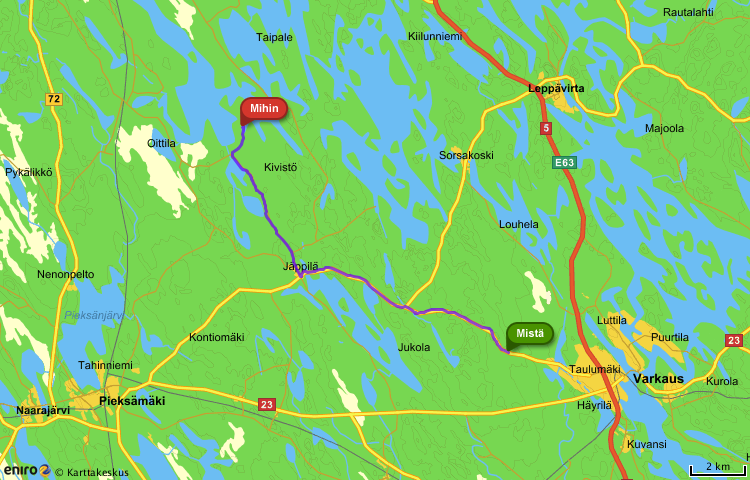 Rautalahti
Taipale
Kiilunniemi
Leppävirta
72
Mihin
5
Majoola
Oittila
Sorsakoski
E63
Kivistö
Pykälikkö
Louhela
Jäppilä
Nenonpelto
Pieksänjärvi
Luttila
Mistä
Kontiomäki
Puurtila
23
Jukola
Tahinniemi
Taulumäki
Varkaus
Kurola
Pieksämäki
Naarajärvi
23
Häyrilä
Kuvansi
eniro © Karttakeskus
2 km